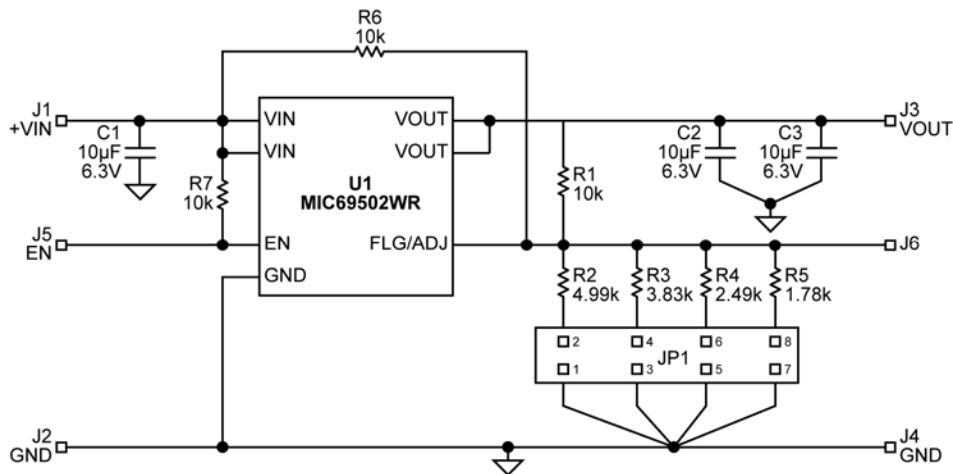 R6
10k
J1
+VIN
C1
10µF
6.3V
VIN
VIN
R7
10k
U1
MIC69502WR
VOUT
VOUT
R1
10k
C2
10µF
6.3V
C3
10µF
6.3V
J3
VOUT
J5
EN
EN
GND
FLG/ADJ
J6
R2
4.99k
R3
3.83k
R4
2.49k
R5
1.78k
2 4 6 8
JP1
1 3 5 7
J2
GND
J4
GND